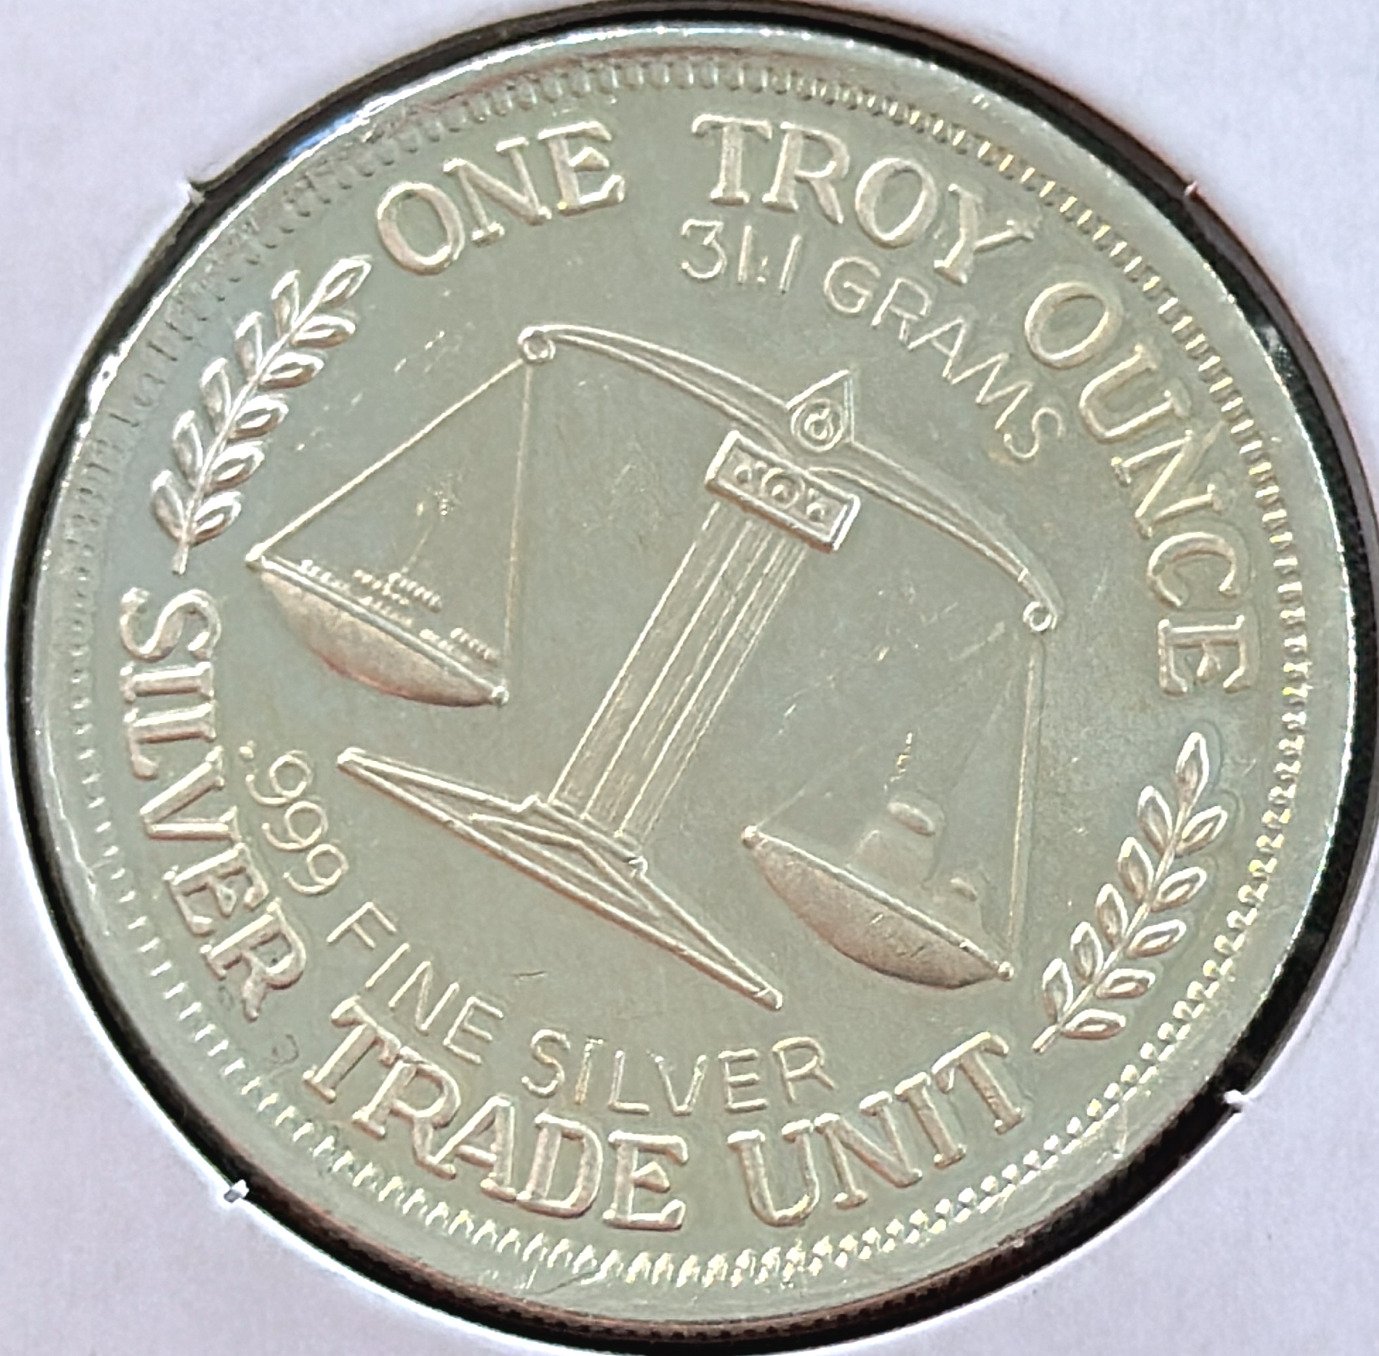 ONE TROY OUNCE
31.1 GRAMS
.999 FINE SILVER
SILVER TRADE UNIT